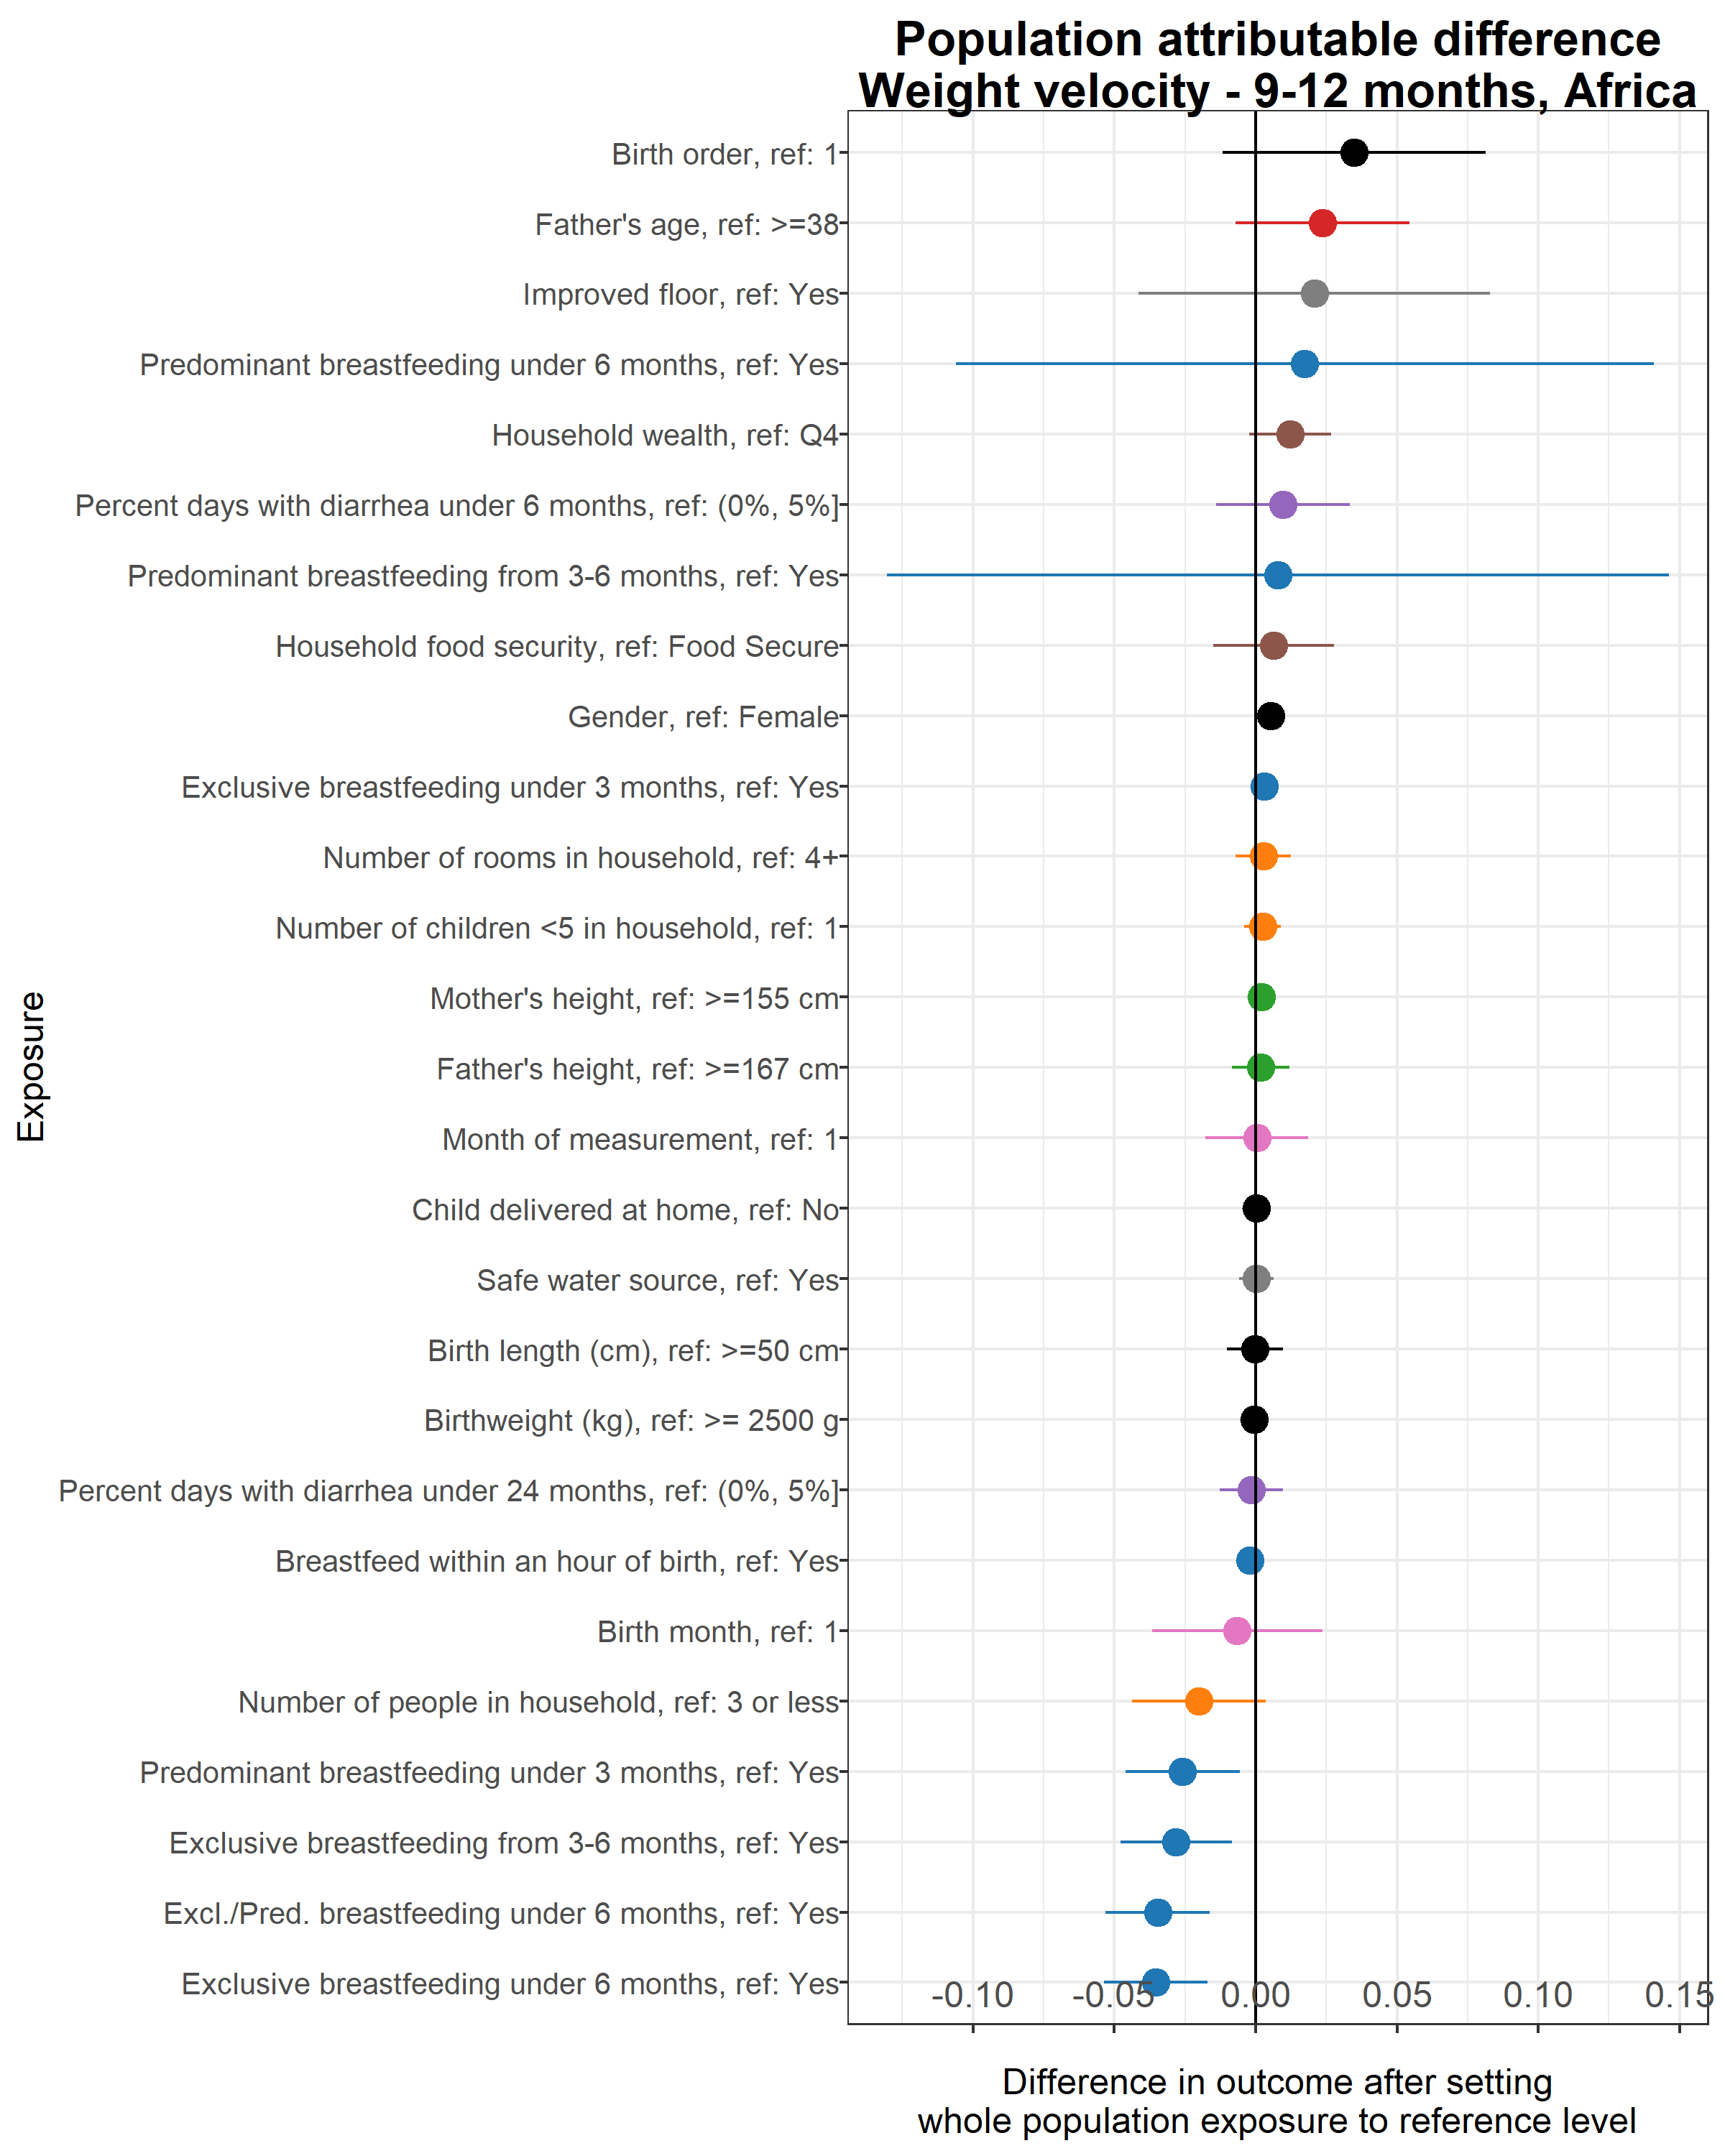 Population attributable difference
Weight velocity - 9-12 months, Africa
Birth order, ref: 1
Father's age, ref: >=38
Improved floor, ref: Yes
Predominant breastfeeding under 6 months, ref: Yes
Household wealth, ref: Q4
Percent days with diarrhea under 6 months, ref: (0%, 5%]
Predominant breastfeeding from 3-6 months, ref: Yes
Household food security, ref: Food Secure
Gender, ref: Female
Exclusive breastfeeding under 3 months, ref: Yes
Number of rooms in household, ref: 4+
Number of children <5 in household, ref: 1
Mother's height, ref: >=155 cm
Father's height, ref: >=167 cm
Month of measurement, ref: 1
Child delivered at home, ref: No
Safe water source, ref: Yes
Birth length (cm), ref: >=50 cm
Birthweight (kg), ref: >= 2500 g
Percent days with diarrhea under 24 months, ref: (0%, 5%]
Breastfeed within an hour of birth, ref: Yes
Birth month, ref: 1
Number of people in household, ref: 3 or less
Predominant breastfeeding under 3 months, ref: Yes
Exclusive breastfeeding from 3-6 months, ref: Yes
Excl./Pred. breastfeeding under 6 months, ref: Yes
Exclusive breastfeeding under 6 months, ref: Yes
Exposure
-0.10 -0.05 0.00 0.05 0.10 0.15
Difference in outcome after setting
whole population exposure to reference level